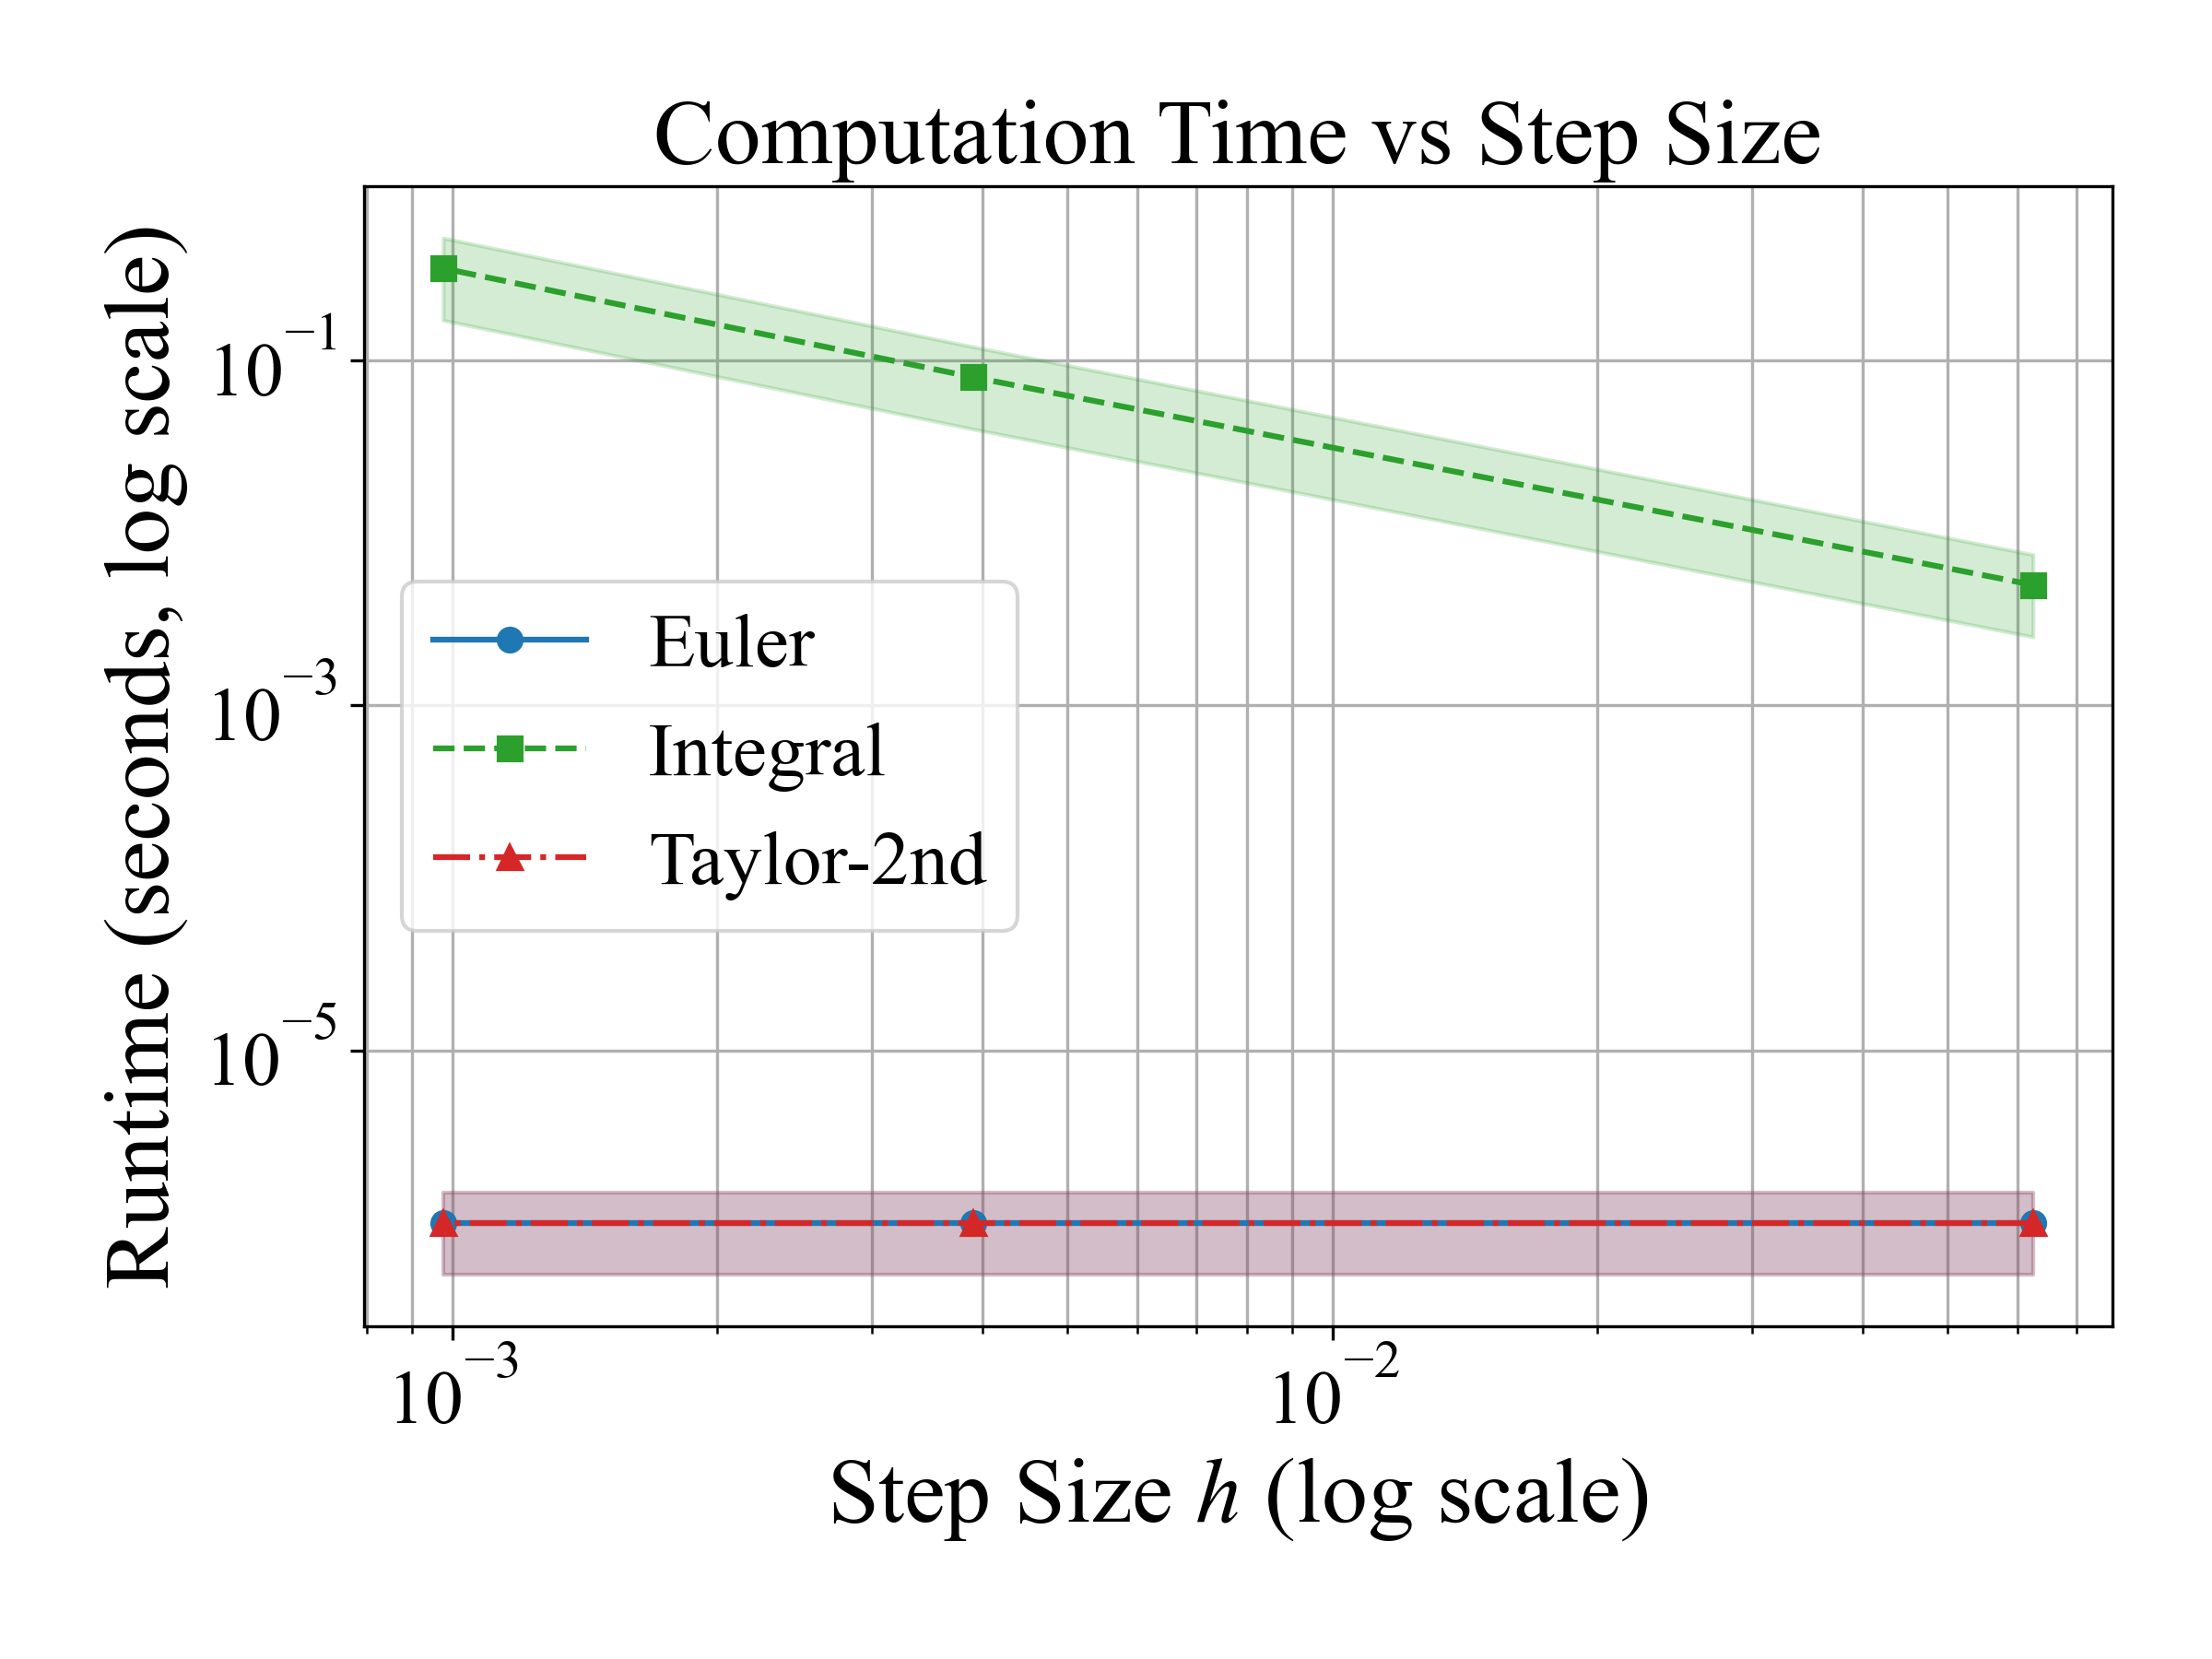 Computation Time vs Step Size
Runtime (seconds, log scale)
10⁻¹
10⁻³
10⁻⁵
Euler
Integral
Taylor-2nd
10⁻³ 10⁻²
Step Size h (log scale)